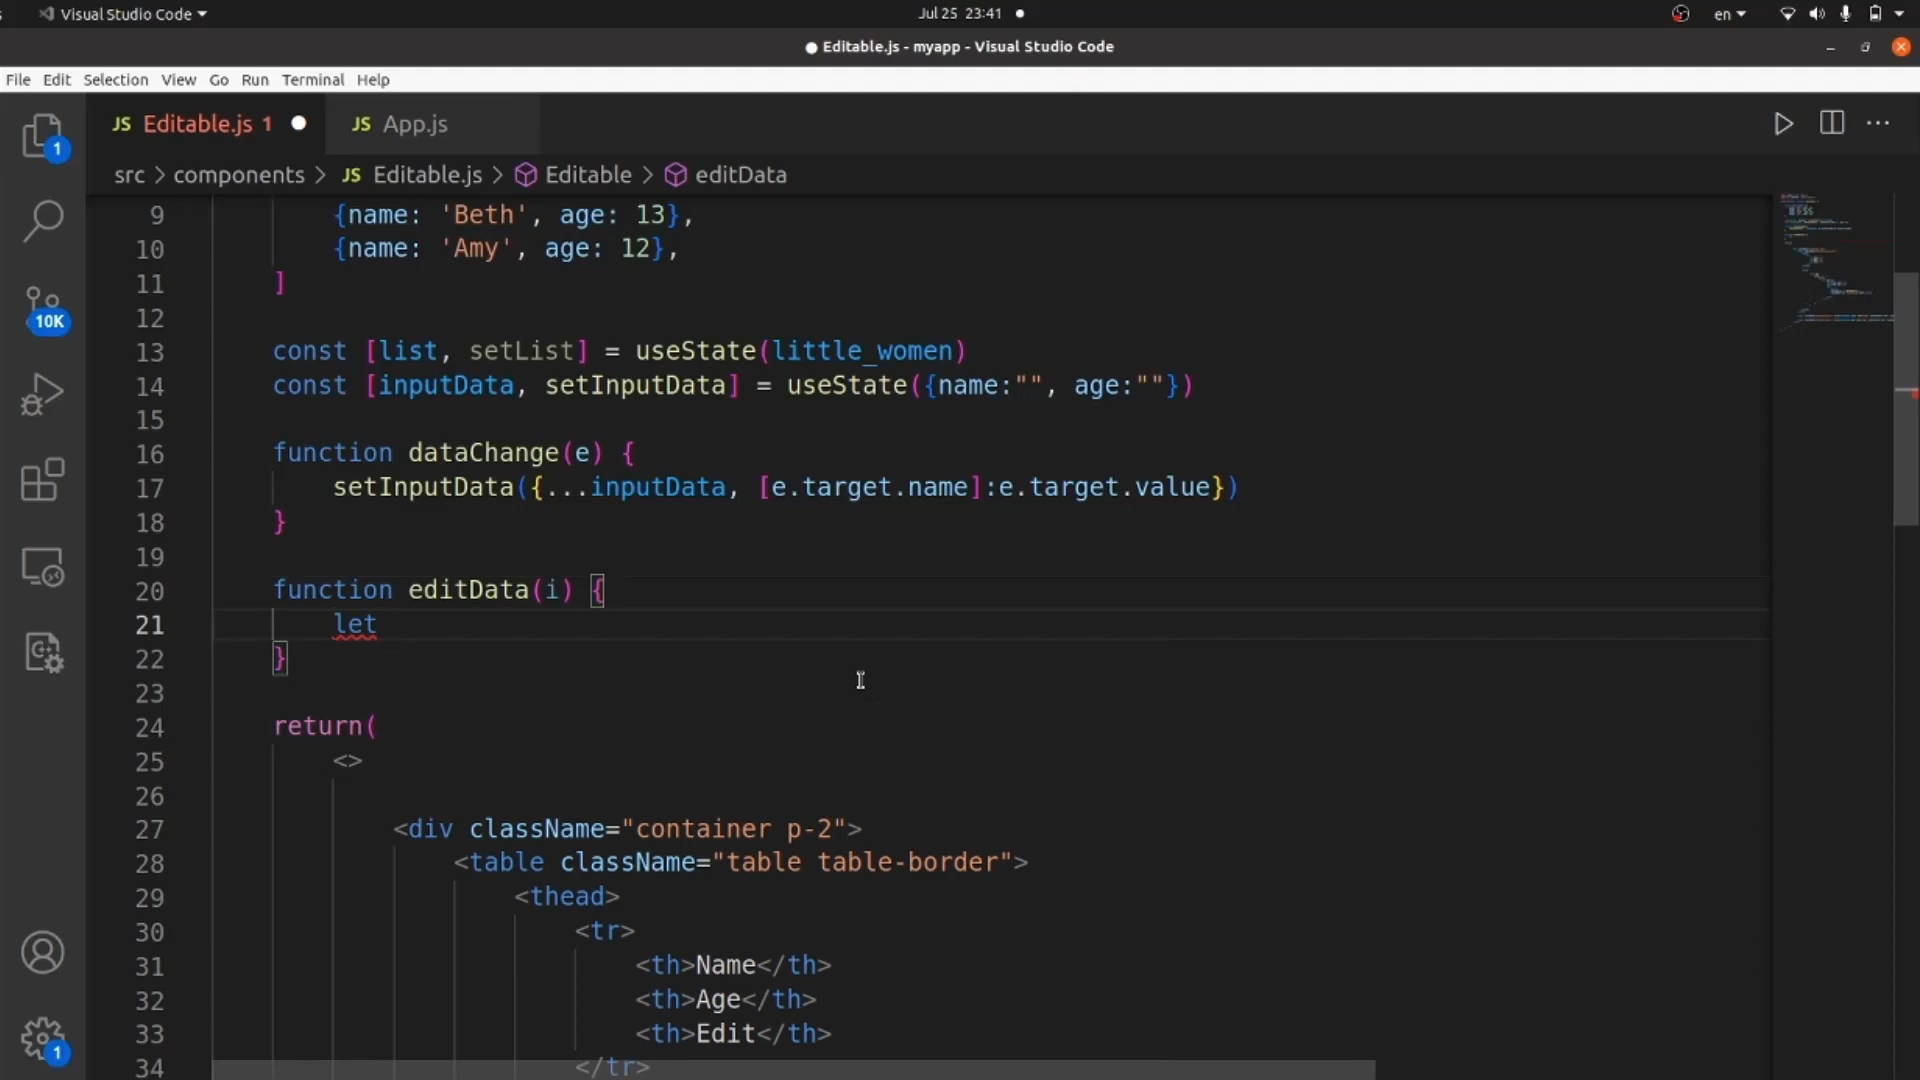 Visual Studio Code
Jul 25 23:41
en
Editable.js - myapp - Visual Studio Code
File Edit Selection View Go Run Terminal Help
JS Editable.js 1
JS App.js
src > components > JS Editable.js > Editable > editData
1
10K
1
9 {name: 'Beth', age: 13},
10 {name: 'Amy', age: 12},
11 ]
12
13 const [list, setList] = useState(little_women)
14 const [inputData, setInputData] = useState({name:"", age:""})
15
16 function dataChange(e) {
17 setInputData({...inputData, [e.target.name]:e.target.value})
18 }
19
20 function editData(i) {
21 let
22 }
23
24 return(
25 <>
26
27 <div className="container p-2">
28 <table className="table table-border">
29 <thead>
30 <tr>
31 <th>Name</th>
32 <th>Age</th>
33 <th>Edit</th>
34 </tr>